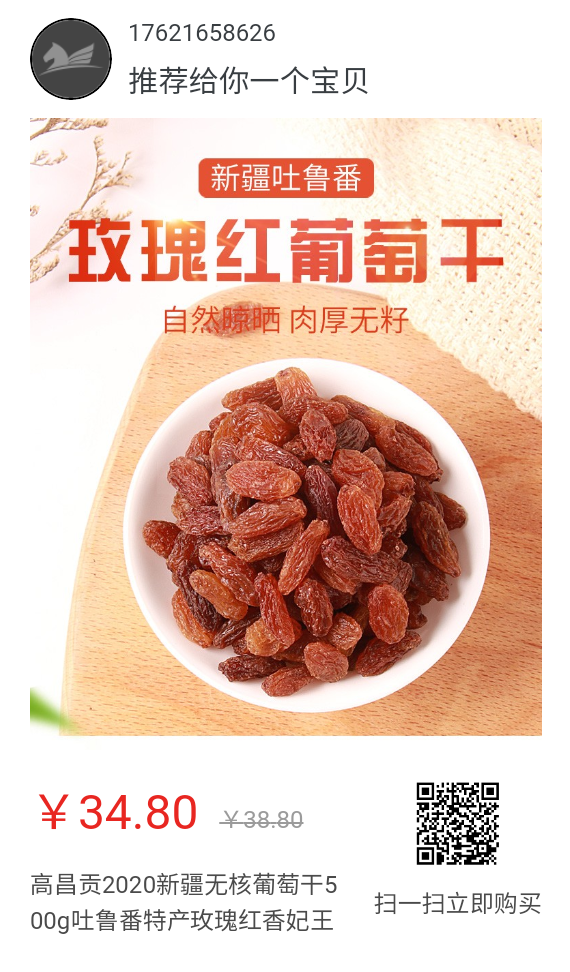 17621658626
推荐给你一个宝贝
新疆吐鲁番
玫瑰红葡萄干
自然晾晒 肉厚无籽
￥34.80
￥38.80
高昌贡2020新疆无核葡萄干5
00g吐鲁番特产玫瑰红香妃王
扫一扫立即购买